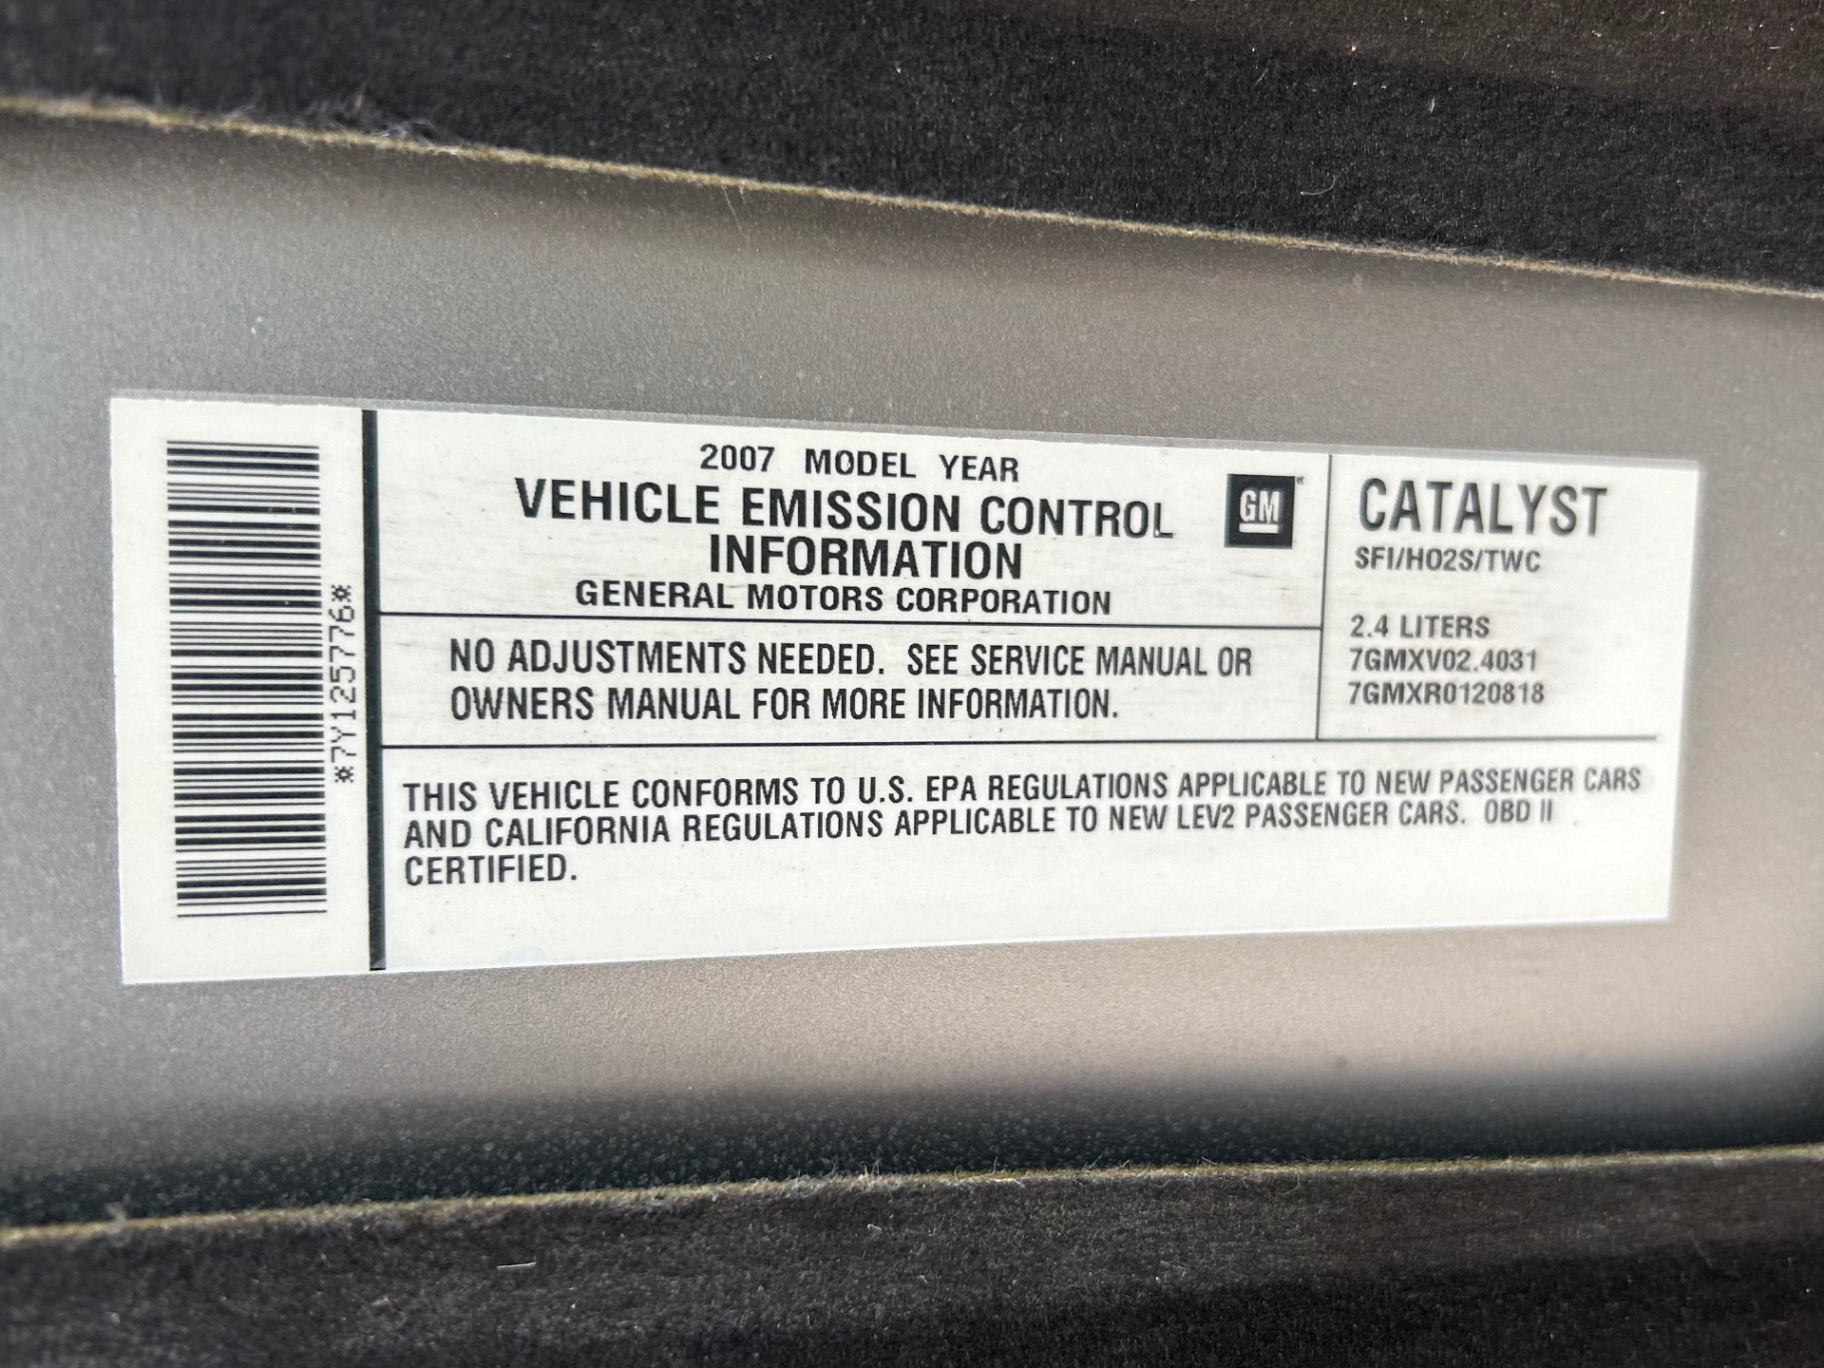 *7Y125776*
2007 MODEL YEAR
VEHICLE EMISSION CONTROL
INFORMATION
GENERAL MOTORS CORPORATION
GM
CATALYST
SFI/HO2S/TWC
2.4 LITERS
7GMXV02.4031
7GMXR0120818
NO ADJUSTMENTS NEEDED. SEE SERVICE MANUAL OR
OWNERS MANUAL FOR MORE INFORMATION.
THIS VEHICLE CONFORMS TO U.S. EPA REGULATIONS APPLICABLE TO NEW PASSENGER CARS
AND CALIFORNIA REGULATIONS APPLICABLE TO NEW LEV2 PASSENGER CARS. OBD II
CERTIFIED.